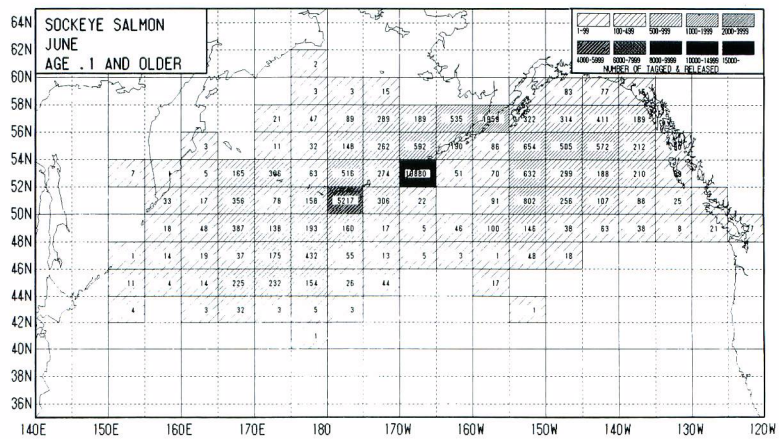 64N
SOCKEYE SALMON
62N
JUNE
60N
AGE .1 AND OLDER
1-99 100-499 500-999 1000-1999 2000-3999
4000-5999 6000-7999 8000-9999 10000-14999 15000-
NUMBER OF TAGGED & RELEASED
2
3 3 15 83 77
58N
21 47 89 289 189 535 1959 322 314 411 189
56N
3 11 32 148 262 592 190 86 654 505 572 212
54N
7 5 165 63 516 274 51 70 632 299 188 210
52N
33 17 356 78 158 5217 306 22 91 802 256 107 88 25
50N
18 48 387 138 193 160 17 5 46 100 146 38 63 38 8 21
48N
1 14 19 37 175 432 55 13 5 3 1 48 18
46N
11 4 14 225 232 154 26 44 17
44N
4 3 32 3 5 3 1
42N
1
40N
38N
36N
140E 150E 160E 170E 180 170W 160W 150W 140W 130W 120W